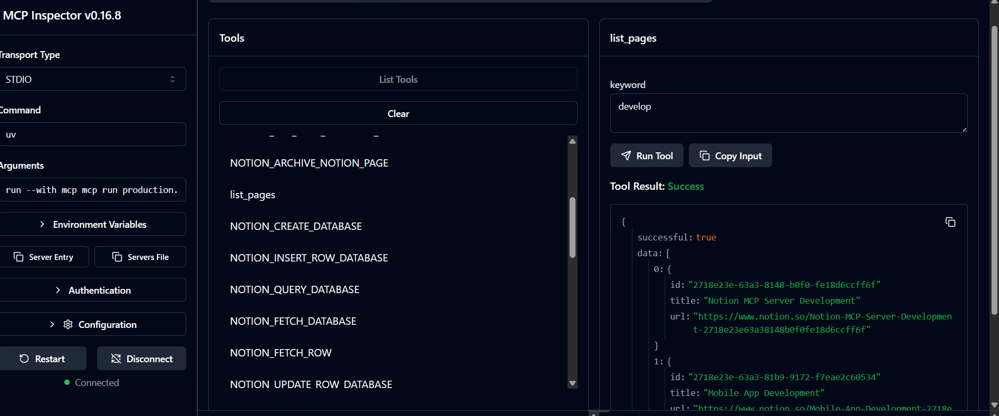 MCP Inspector v0.16.8
Transport Type
STDIO
Command
uv
Arguments
run --with mcp mcp run production.
Environment Variables
Server Entry
Servers File
Authentication
Configuration
Restart
Disconnect
Connected
Tools
List Tools
Clear
NOTION_ARCHIVE_NOTION_PAGE
list_pages
NOTION_CREATE_DATABASE
NOTION_INSERT_ROW_DATABASE
NOTION_QUERY_DATABASE
NOTION_FETCH_DATABASE
NOTION_FETCH_ROW
NOTION_UPDATE_ROW_DATABASE
list_pages
keyword
develop
Run Tool
Copy Input
Tool Result: Success
{
successful: true
data: [
0: {
id: "2718e23e-63a3-8148-b0f0-fe18d6ccff6f"
title: "Notion MCP Server Development"
url: "https://www.notion.so/Notion-MCP-Server-Developmen
t-2718e23e63a38148b0f0fe18d6ccff6f"
}
1: {
id: "2718e23e-63a3-81b9-9172-f7eae2c60534"
title: "Mobile App Development"
url: "https://www.notion.so/Mobile-App-Development-2718e